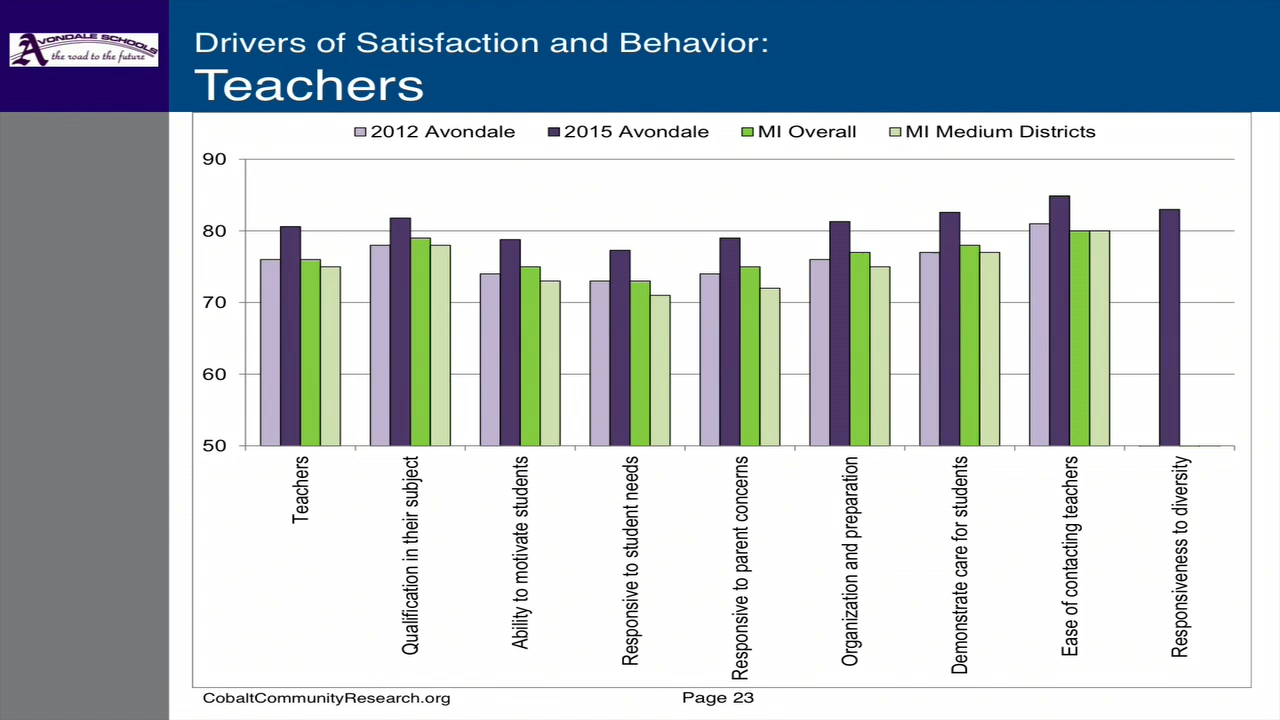 AVONDALE SCHOOLS
the road to the future
Drivers of Satisfaction and Behavior:
Teachers
2012 Avondale 2015 Avondale MI Overall MI Medium Districts
90
80
70
60
50
Teachers
Qualification in their subject
Ability to motivate students
Responsive to student needs
Responsive to parent concerns
Organization and preparation
Demonstrate care for students
Ease of contacting teachers
Responsiveness to diversity
CobaltCommunityResearch.org Page 23